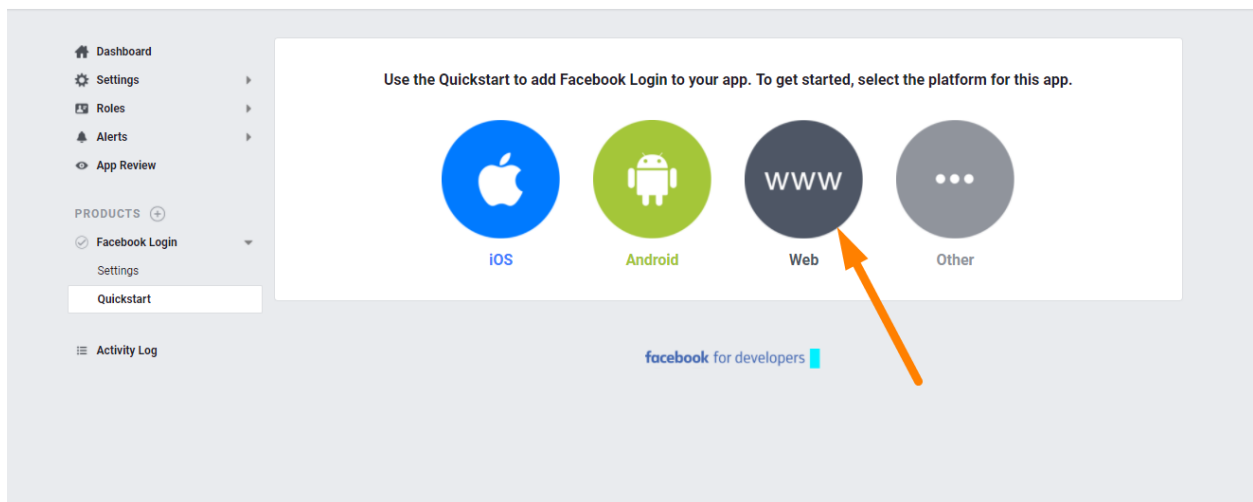 Dashboard
Settings
Roles
Alerts
App Review
PRODUCTS
Facebook Login
Settings
Quickstart
Activity Log
Use the Quickstart to add Facebook Login to your app. To get started, select the platform for this app.
www
iOS
Android
Web
Other
facebook for developers